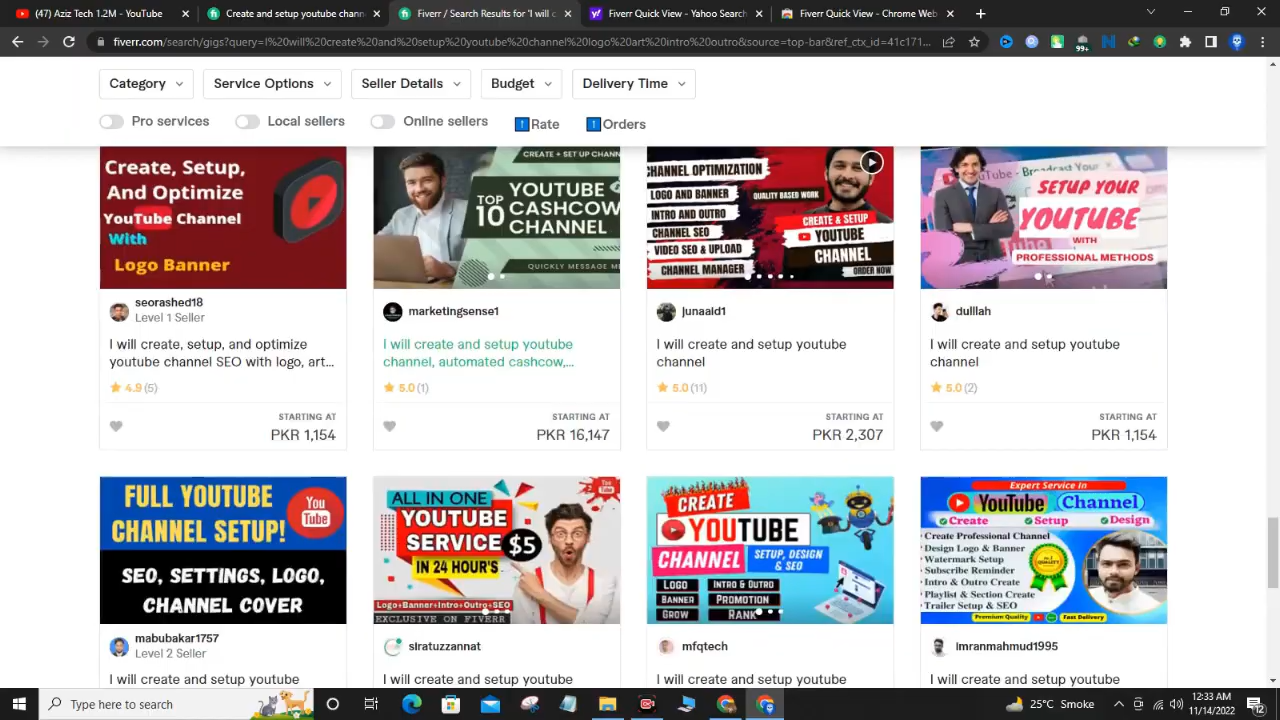 (4) Aziz Teach 1.2M - YouTube
Create and setup your youtube chann
Fiverr / Search Results for 'I will c
Fiverr Quick View - Yahoo Search
Fiverr Quick View - Chrome Web
fiverr.com/search/gigs?query=I%20will%20create%20and%20setup%20youtube%20channel%20logo%20art%20intro%20outro&source=top-bar&ref_ctx_id=41c171...
99+
Category
Service Options
Seller Details
Budget
Delivery Time
Pro services
Local sellers
Online sellers
Rate
Orders
Create, Setup,
And Optimize
YouTube Channel
With
Logo Banner
seorashed18
Level 1 Seller
I will create, setup, and optimize
youtube channel SEO with logo, art...
4.9 (5)
STARTING AT
PKR 1,154
CREATE + SET UP CHANN
TOP
10
YOUTUBE
CASHCOW
CHANNEL
QUICKLY MESSAGE M
marketingsense1
I will create and setup youtube
channel, automated cashcow,...
5.0 (1)
STARTING AT
PKR 16,147
CHANNEL OPTIMIZATION
LOGO AND BANNER
INTRO AND OUTRO
CHANNEL SEO
VIDEO SEO & UPLOAD
CHANNEL MANAGER
QUALITY BASED WORK
CREATE & SETUP
YOUTUBE
CHANNEL
ORDER NOW
junaaid1
I will create and setup youtube
channel
5.0 (11)
STARTING AT
PKR 2,307
SETUP YOUR
YOUTUBE
WITH
PROFESSIONAL METHODS
dulllah
I will create and setup youtube
channel
5.0 (2)
STARTING AT
PKR 1,154
FULL YOUTUBE
CHANNEL SETUP!
You
Tube
SEO, SETTINGS, LOGO,
CHANNEL COVER
mabubakar1757
Level 2 Seller
I will create and setup youtube
ALL IN ONE
YOUTUBE
SERVICE
IN 24 HOUR'S
$5
You
Tube
Logo+Banner+Intro+Outro+SEO
EXCLUSIVE ON FIVERR
siratuzzannat
I will create and setup youtube
CREATE
YOUTUBE
CHANNEL
SETUP, DESIGN
& SEO
LOGO
BANNER
GROW
INTRO & OUTRO
PROMOTION
RANK
mfqtech
I will create and setup youtube
Expert Service In
YouTube Channel
Create
Setup
Design
Create Professional Channel
Design Logo & Banner
Watermark Setup
Subscribe Reminder
Intro & Outro Create
Playlist & Section Create
Trailer Setup & SEO
Premium Quality
Fast Delivery
imranmahmud1995
I will create and setup youtube
Type here to search
25°C Smoke
12:33 AM
11/14/2022